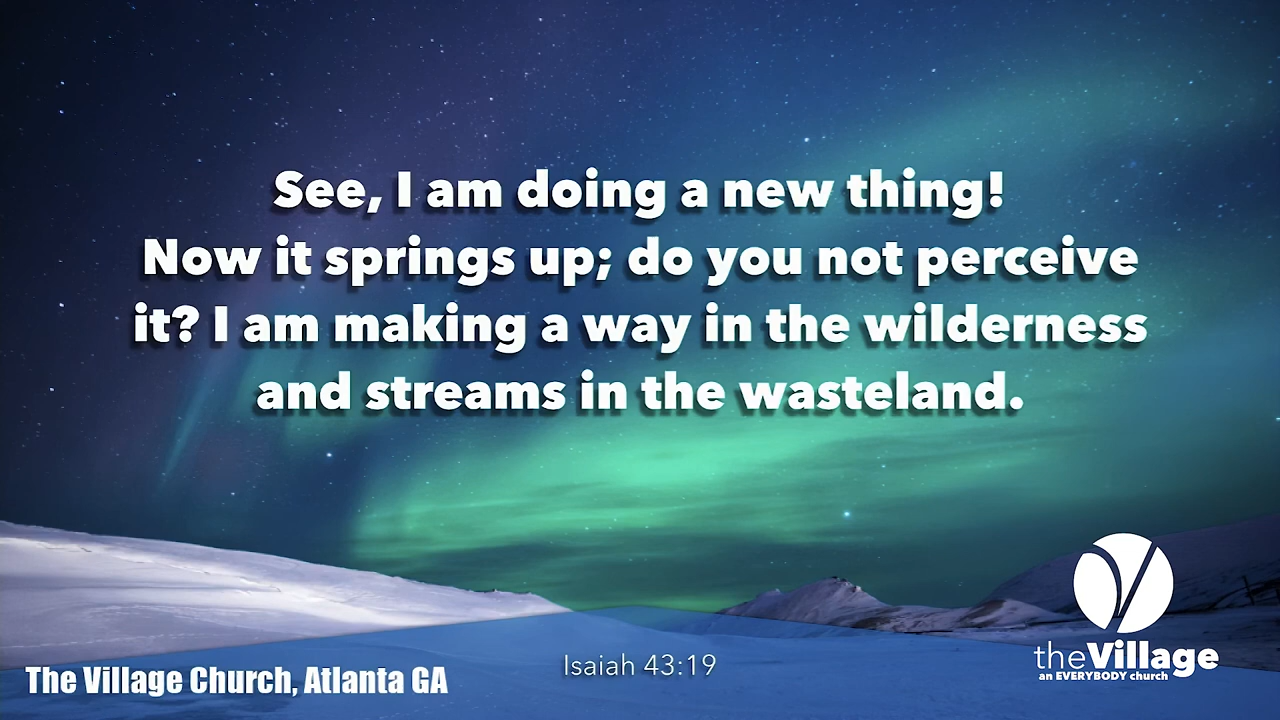 See, I am doing a new thing!
Now it springs up; do you not perceive
it? I am making a way in the wilderness
and streams in the wasteland.
Isaiah 43:19
The Village Church, Atlanta GA
theVillage
an EVERYBODY church